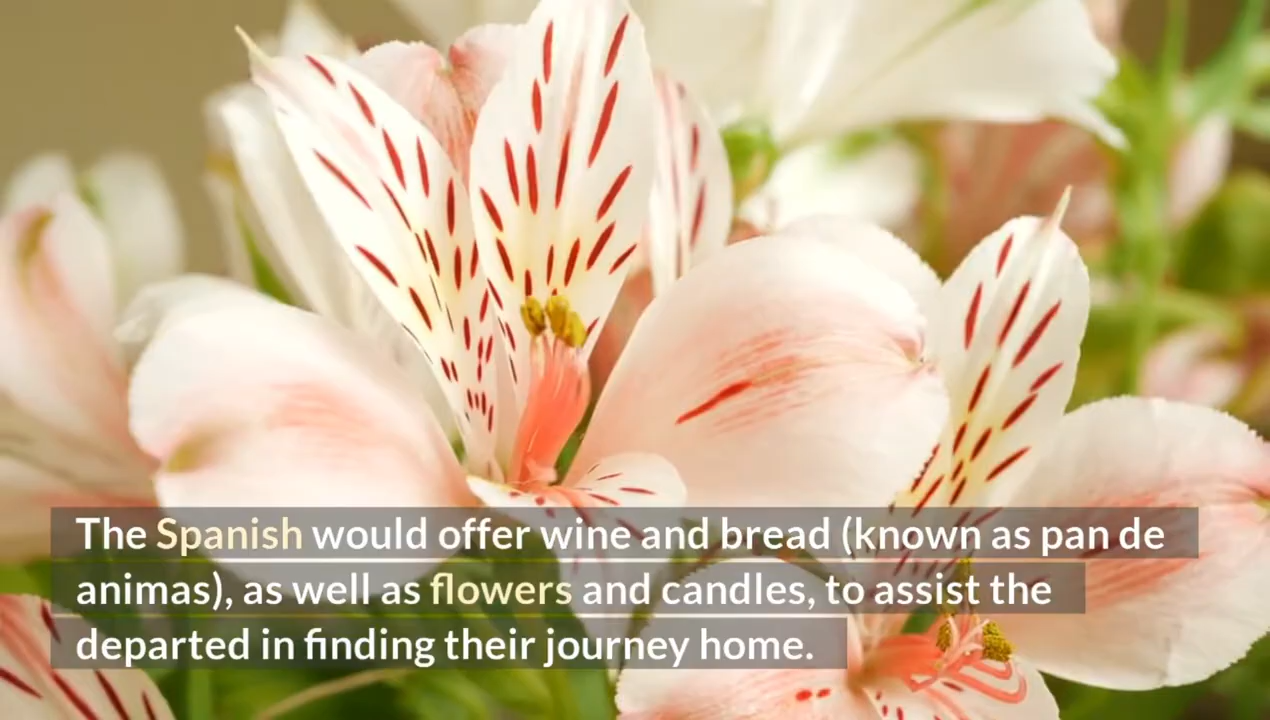 The Spanish would offer wine and bread (known as pan de
animas), as well as flowers and candles, to assist the
departed in finding their journey home.